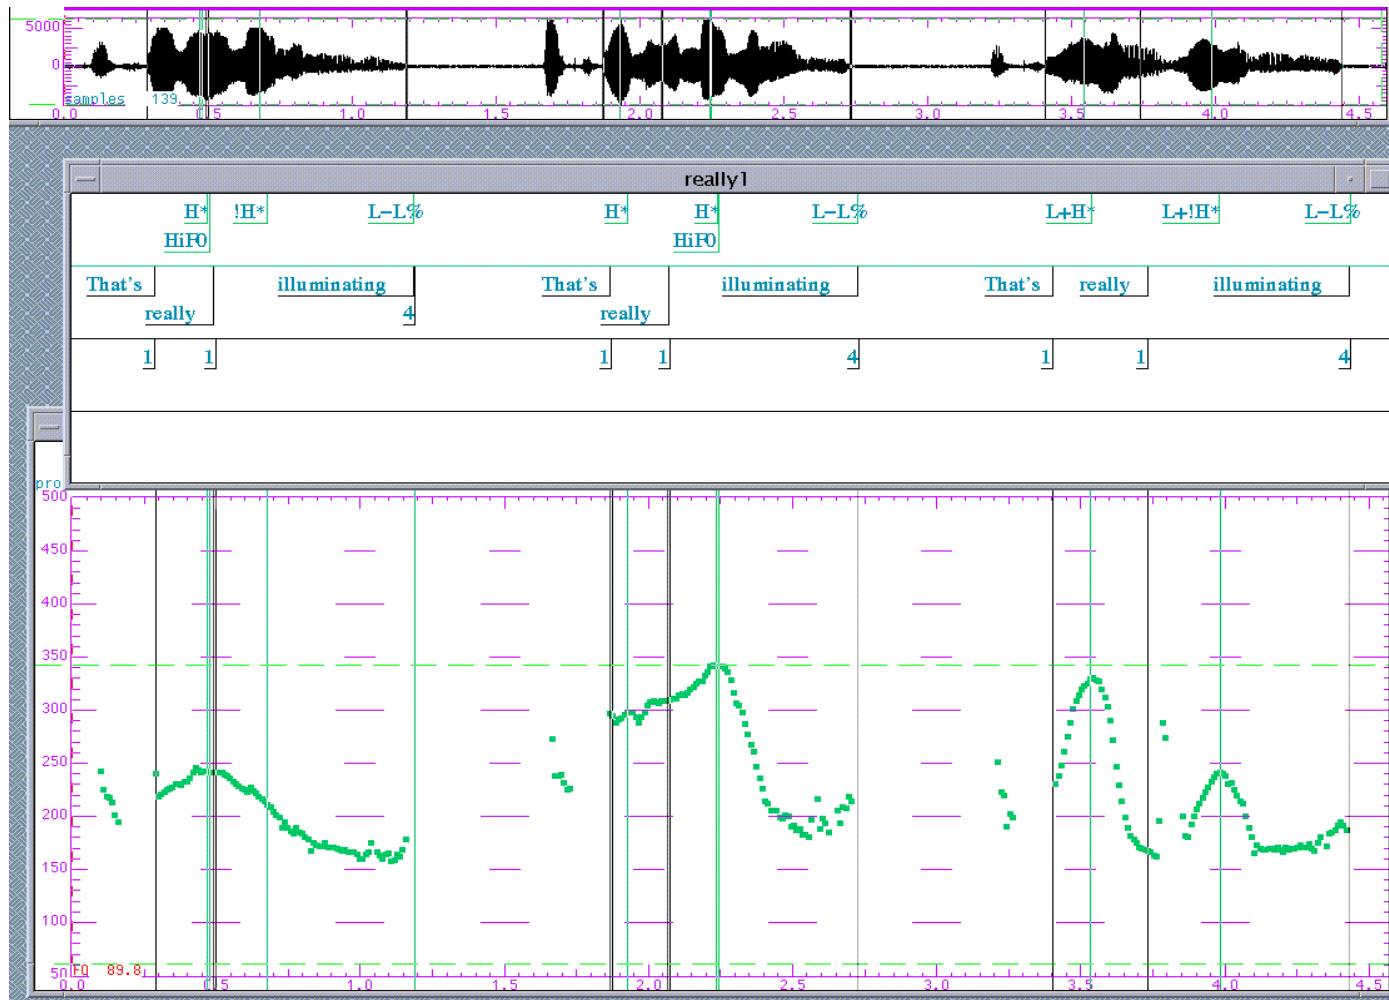 5000
0
samples 139.
0.0 0.5 1.0 1.5 2.0 2.5 3.0 3.5 4.0 4.5
really1
H* !H* L-L% H* H* L-L% L+H* L+!H* L-L%
HiF0 HiF0
That's illuminating That's illuminating That's really illuminating
really 4 really
1 1 1 1 4 1 1 4
pro
500
450
400
350
300
250
200
150
100
50 F0 89.8
0.0 0.5 1.0 1.5 2.0 2.5 3.0 3.5 4.0 4.5